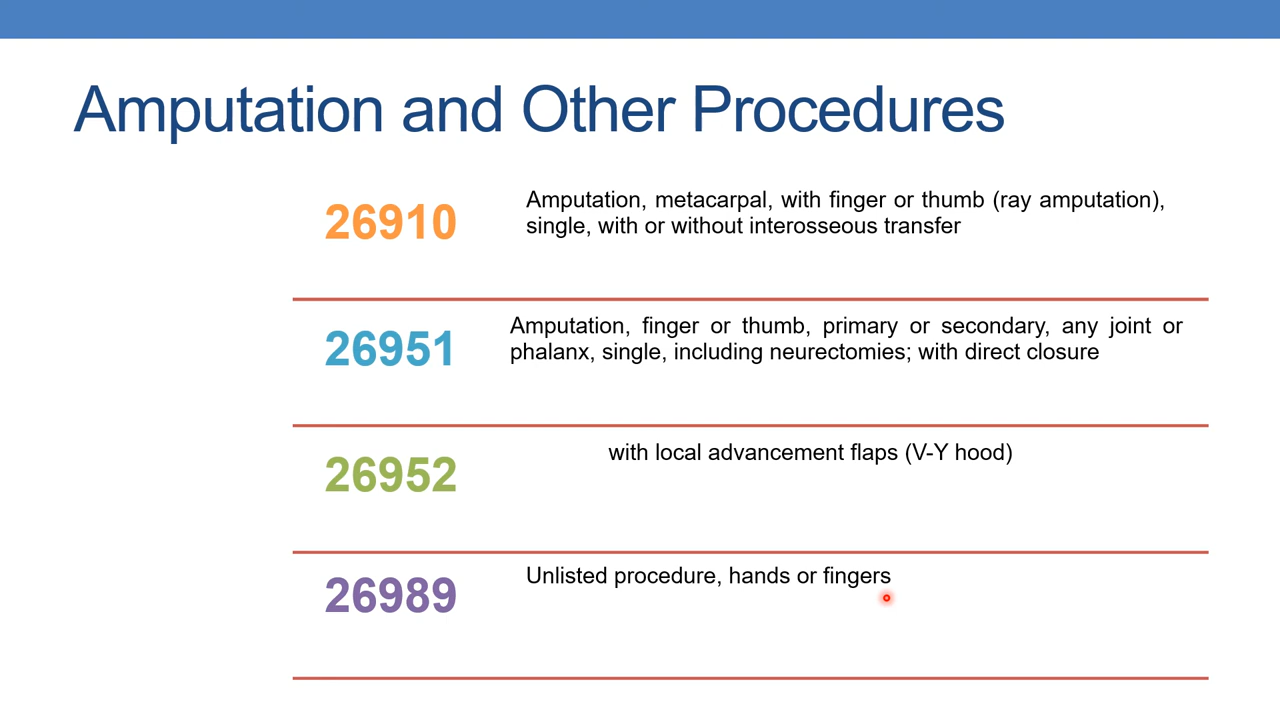 Amputation and Other Procedures
26910
Amputation, metacarpal, with finger or thumb (ray amputation),
single, with or without interosseous transfer
26951
Amputation, finger or thumb, primary or secondary, any joint or
phalanx, single, including neurectomies; with direct closure
26952
with local advancement flaps (V-Y hood)
26989
Unlisted procedure, hands or fingers